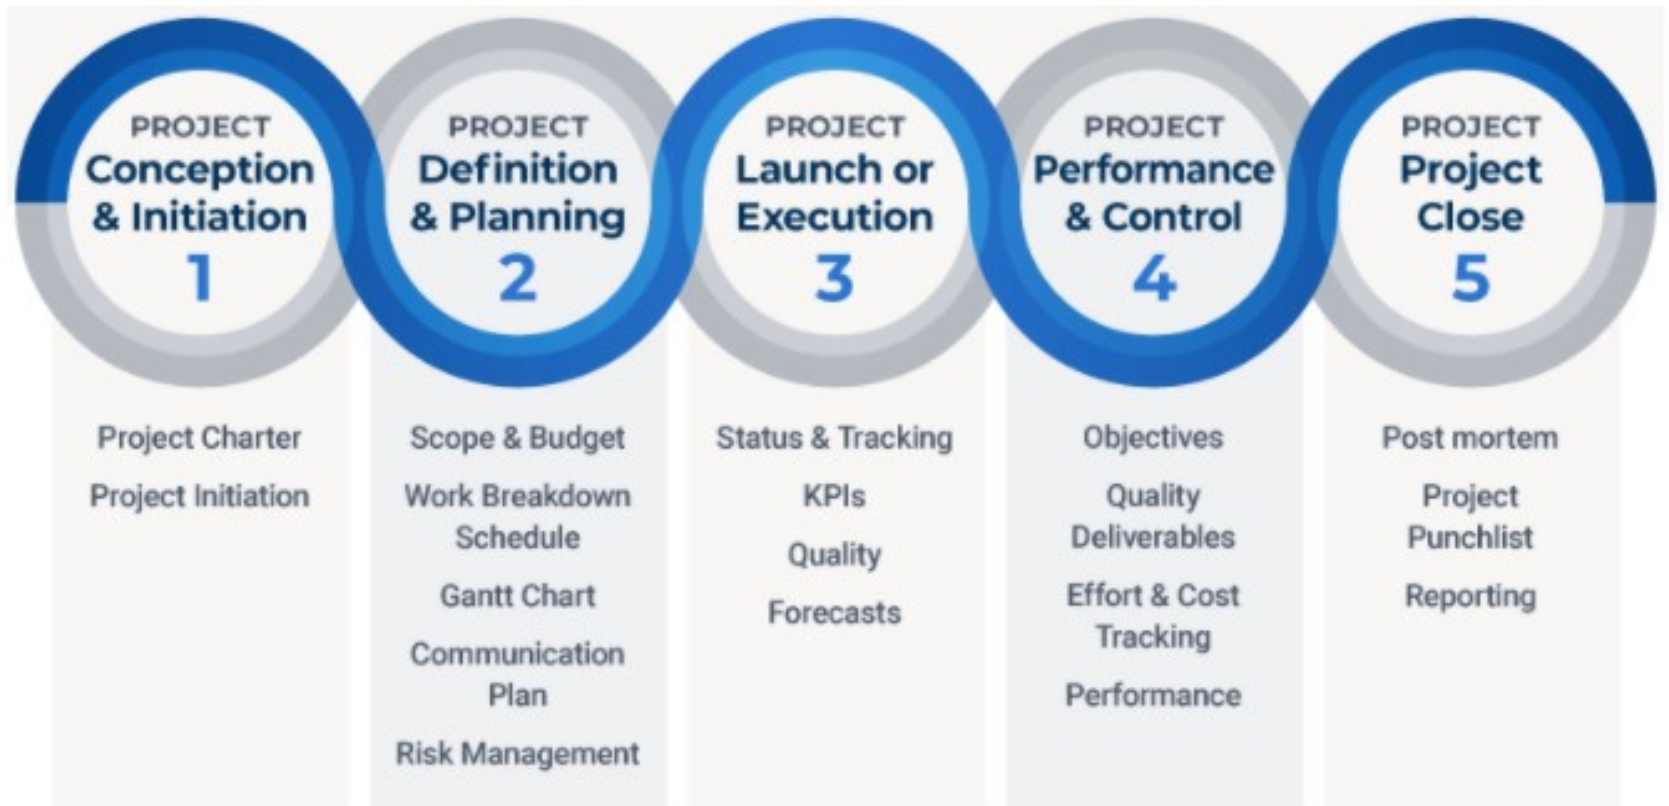 PROJECT
Conception
& Initiation
1
Project Charter
Project Initiation
PROJECT
Definition
& Planning
2
Scope & Budget
Work Breakdown
Schedule
Gantt Chart
Communication
Plan
Risk Management
PROJECT
Launch or
Execution
3
Status & Tracking
KPIs
Quality
Forecasts
PROJECT
Performance
& Control
4
Objectives
Quality
Deliverables
Effort & Cost
Tracking
Performance
PROJECT
Project
Close
5
Post mortem
Project
Punchlist
Reporting